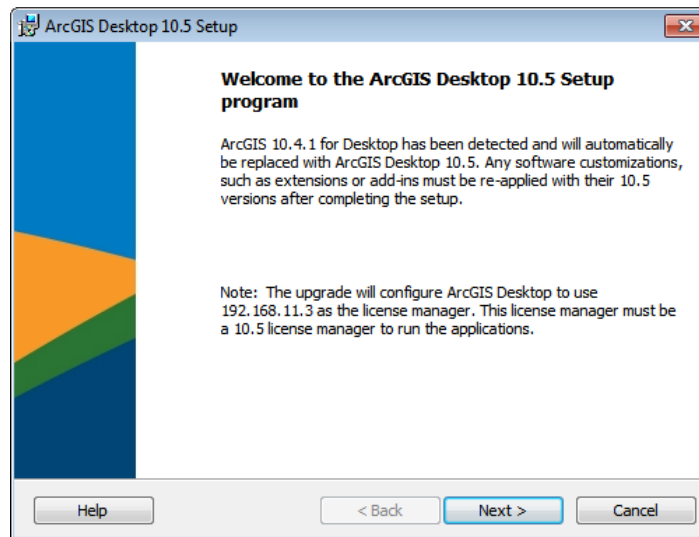 ArcGIS Desktop 10.5 Setup
Welcome to the ArcGIS Desktop 10.5 Setup
program
ArcGIS 10.4.1 for Desktop has been detected and will automatically
be replaced with ArcGIS Desktop 10.5. Any software customizations,
such as extensions or add-ins must be re-applied with their 10.5
versions after completing the setup.
Note: The upgrade will configure ArcGIS Desktop to use
192.168.11.3 as the license manager. This license manager must be
a 10.5 license manager to run the applications.
Help
< Back
Next >
Cancel